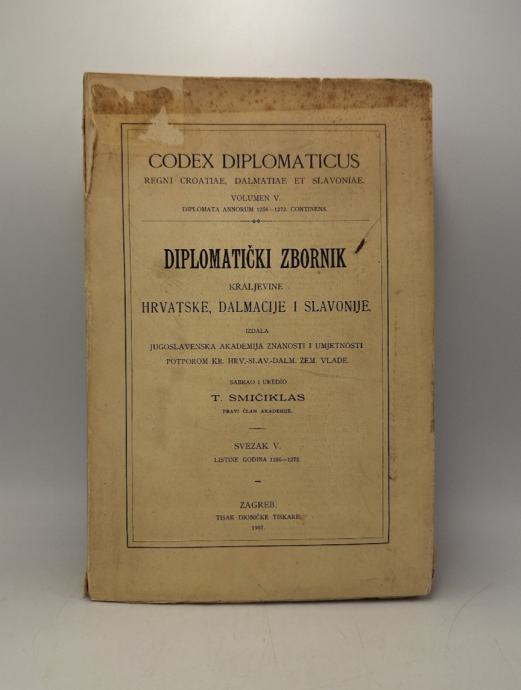 CODEX DIPLOMATICUS
REGNI CROATIAE, DALMATIAE ET SLAVONIAE.
VOLUMEN V.
DIPLOMATA ANNORUM 1256—1272. CONTINENS.
DIPLOMATIČKI ZBORNIK
KRALJEVINE
HRVATSKE, DALMACIJE I SLAVONIJE.
IZDALA
JUGOSLAVENSKA AKADEMIJA ZNANOSTI I UMJETNOSTI
POTPOROM KR. HRV.-SLAV.-DALM. ZEM. VLADE.
SABRAO I UREDIO
T. SMIČIKLAS
PRAVI ČLAN AKADEMIJE.
SVEZAK V.
LISTINE GODINA 1256—1272.
ZAGREB.
TISAK DIONIČKE TISKARE.
1907.